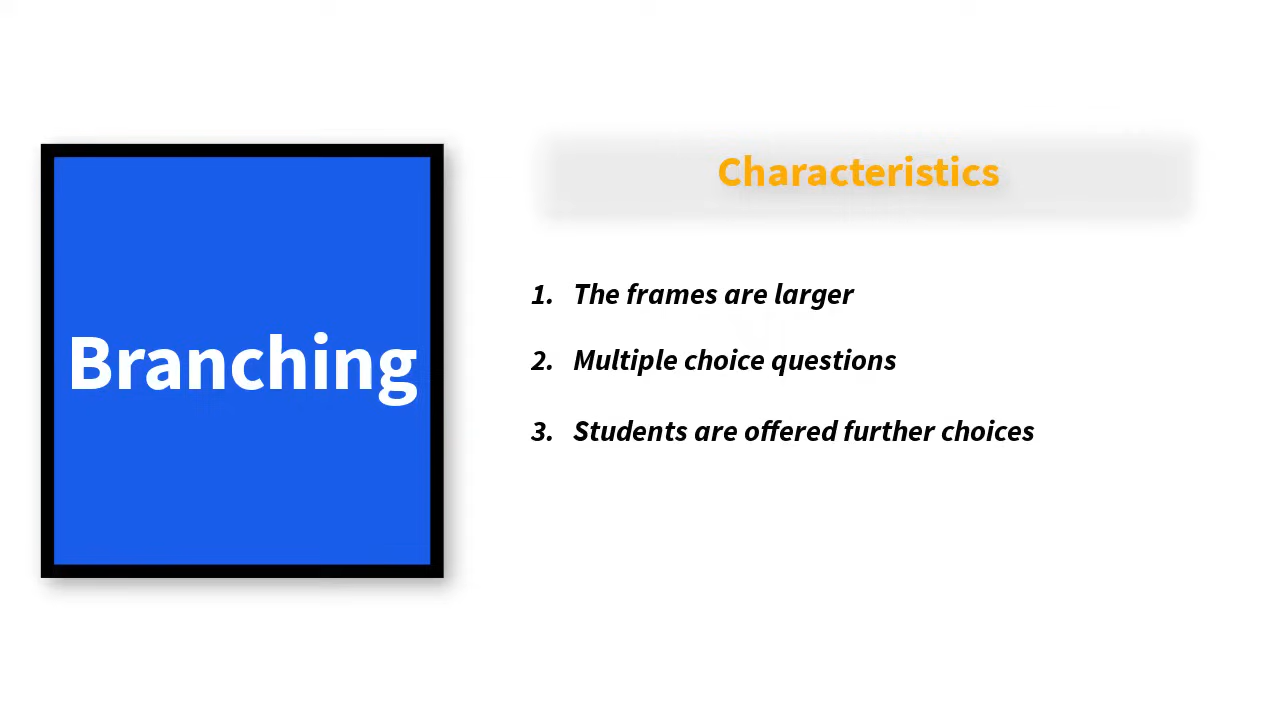 Branching
Characteristics
1. The frames are larger
2. Multiple choice questions
3. Students are offered further choices